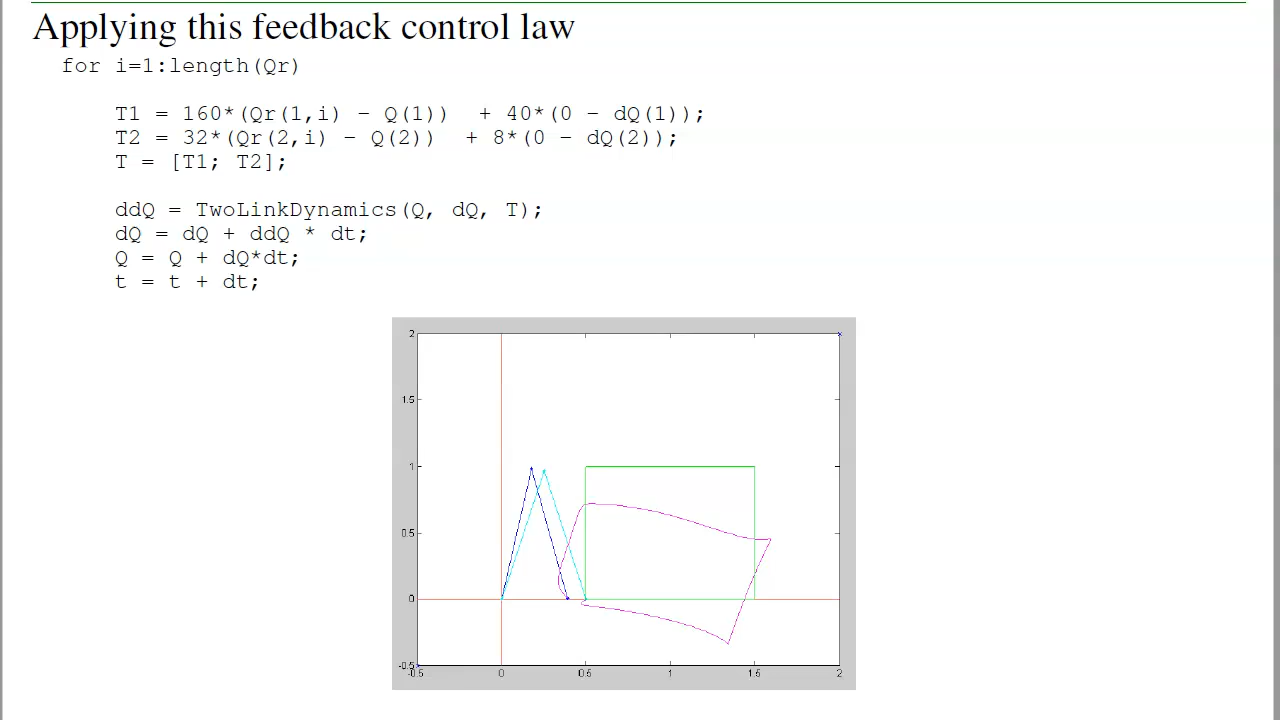 Applying this feedback control law
for i=1:length(Qr)
T1 = 160*(Qr(1,i) - Q(1)) + 40*(0 - dQ(1));
T2 = 32*(Qr(2,i) - Q(2)) + 8*(0 - dQ(2));
T = [T1; T2];
ddQ = TwoLinkDynamics(Q, dQ, T);
dQ = dQ + ddQ * dt;
Q = Q + dQ*dt;
t = t + dt;
2
1.5
1
0.5
0
-0.5
-0.5 0 0.5 1 1.5 2